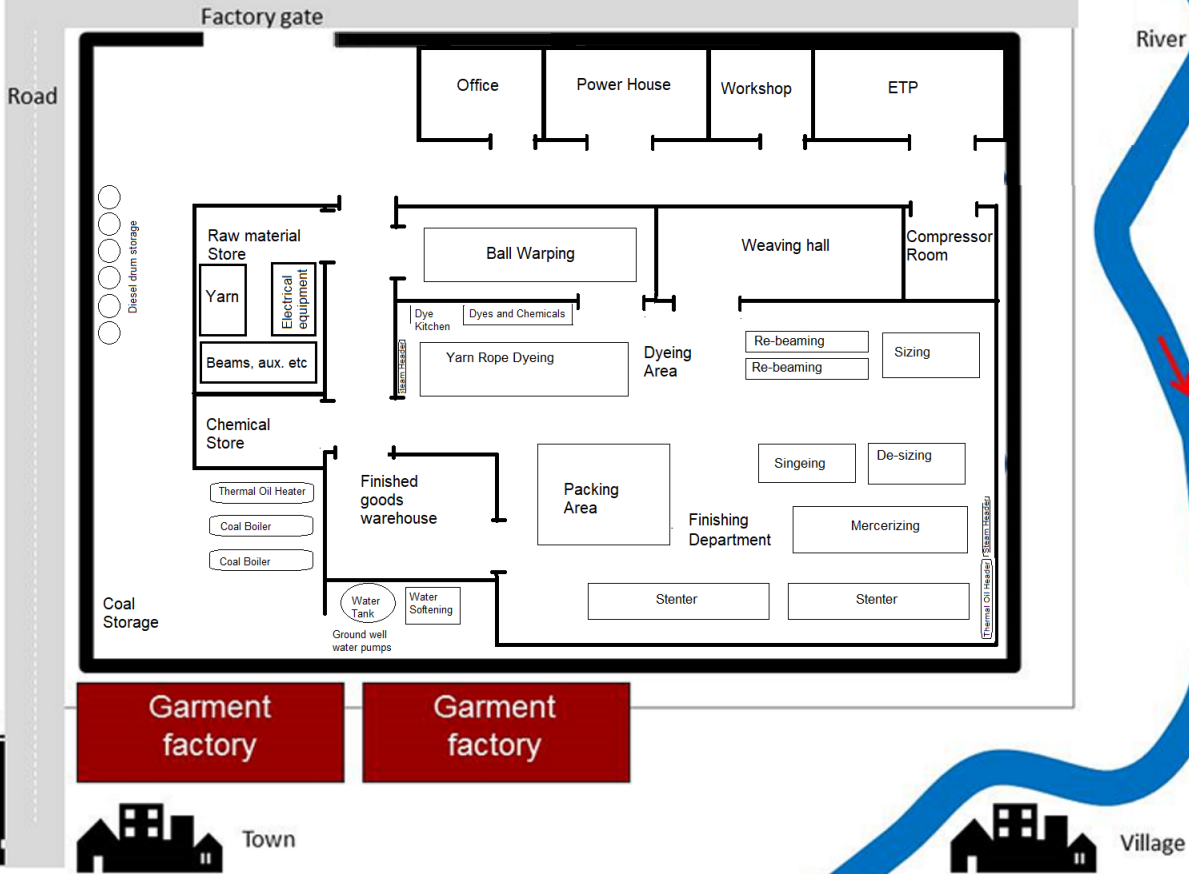 Factory gate
River
Road
Office
Power House
Workshop
ETP
Diesel drum storage
Raw material
Store
Yarn
Electrical
equipment
Beams, aux. etc
Ball Warping
Weaving hall
Compressor
Room
Dye
Kitchen
Dyes and Chemicals
Steam Header
Yarn Rope Dyeing
Dyeing
Area
Re-beaming
Re-beaming
Sizing
Chemical
Store
Thermal Oil Heater
Coal Boiler
Coal Boiler
Coal
Storage
Finished
goods
warehouse
Packing
Area
Singeing
De-sizing
Finishing
Department
Mercerizing
Steam Header
Thermal Oil Header
Stenter
Stenter
Water
Tank
Water
Softening
Ground well
water pumps
Garment
factory
Garment
factory
Town
Village